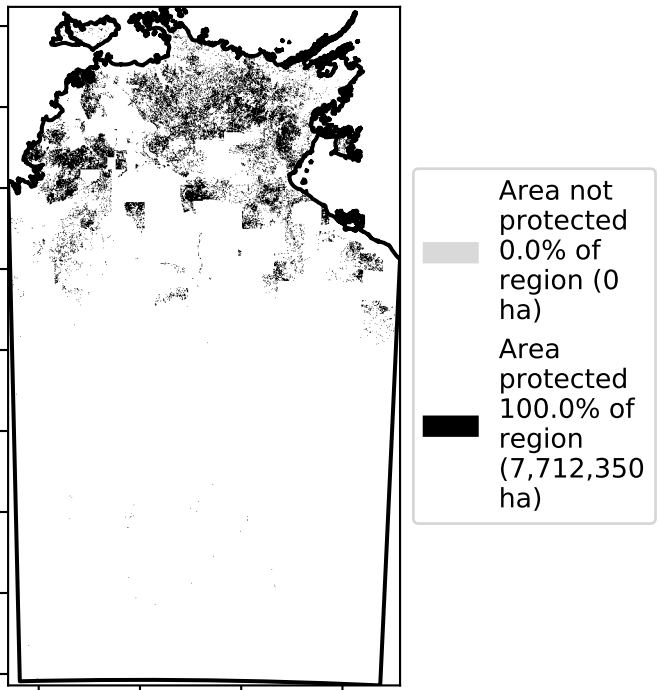 Area not
protected
0.0% of
region (0
ha)
Area
protected
100.0% of
region
(7,712,350
ha)